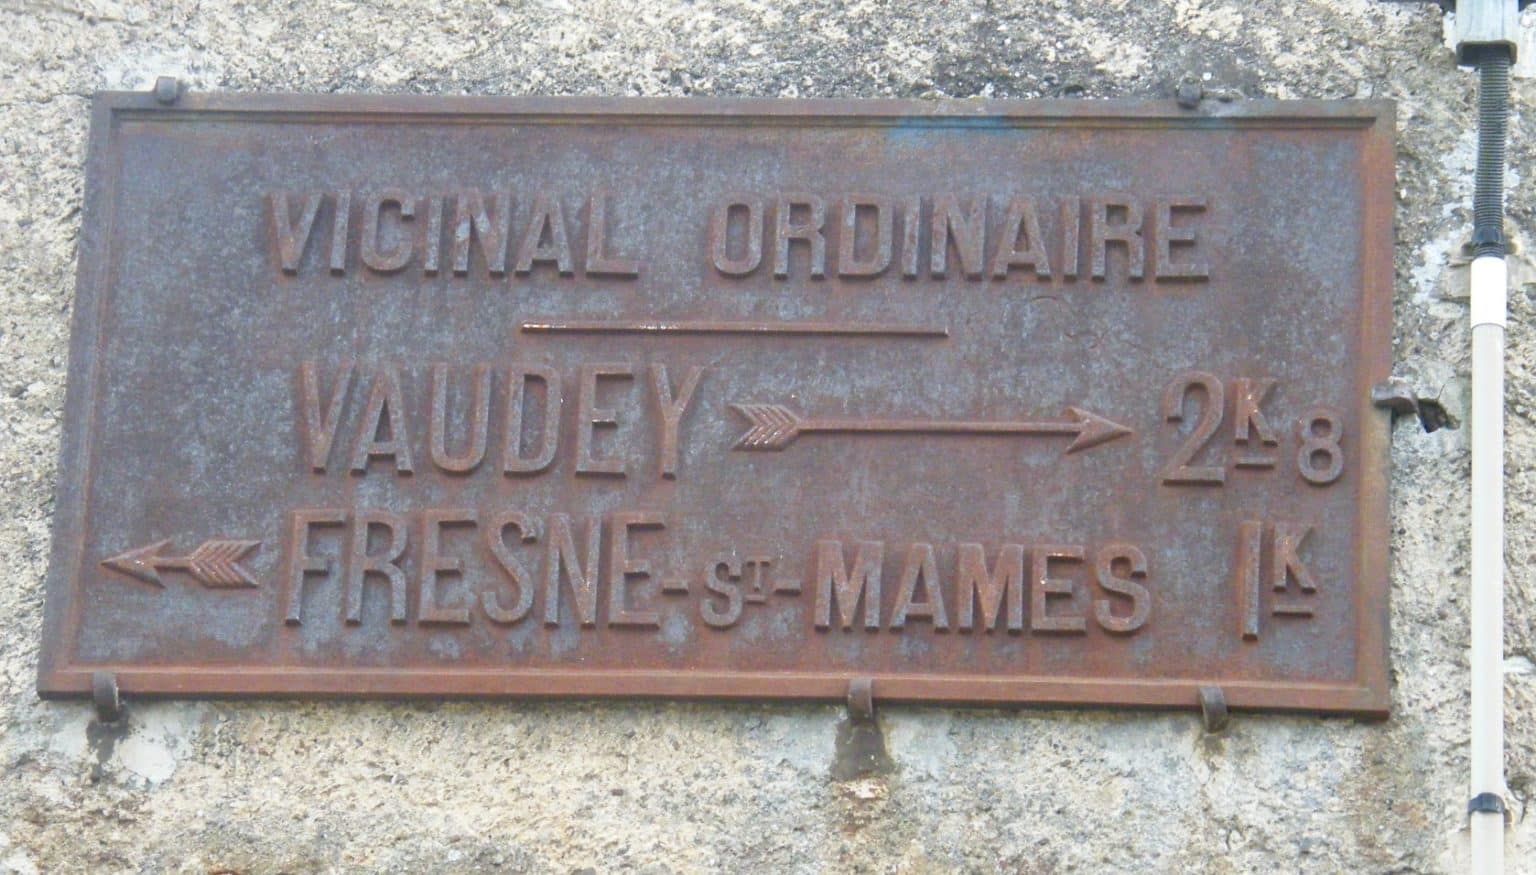 VICINAL ORDINAIRE
VAUDEY 2K8
FRESNE-ST-MAMES 1K